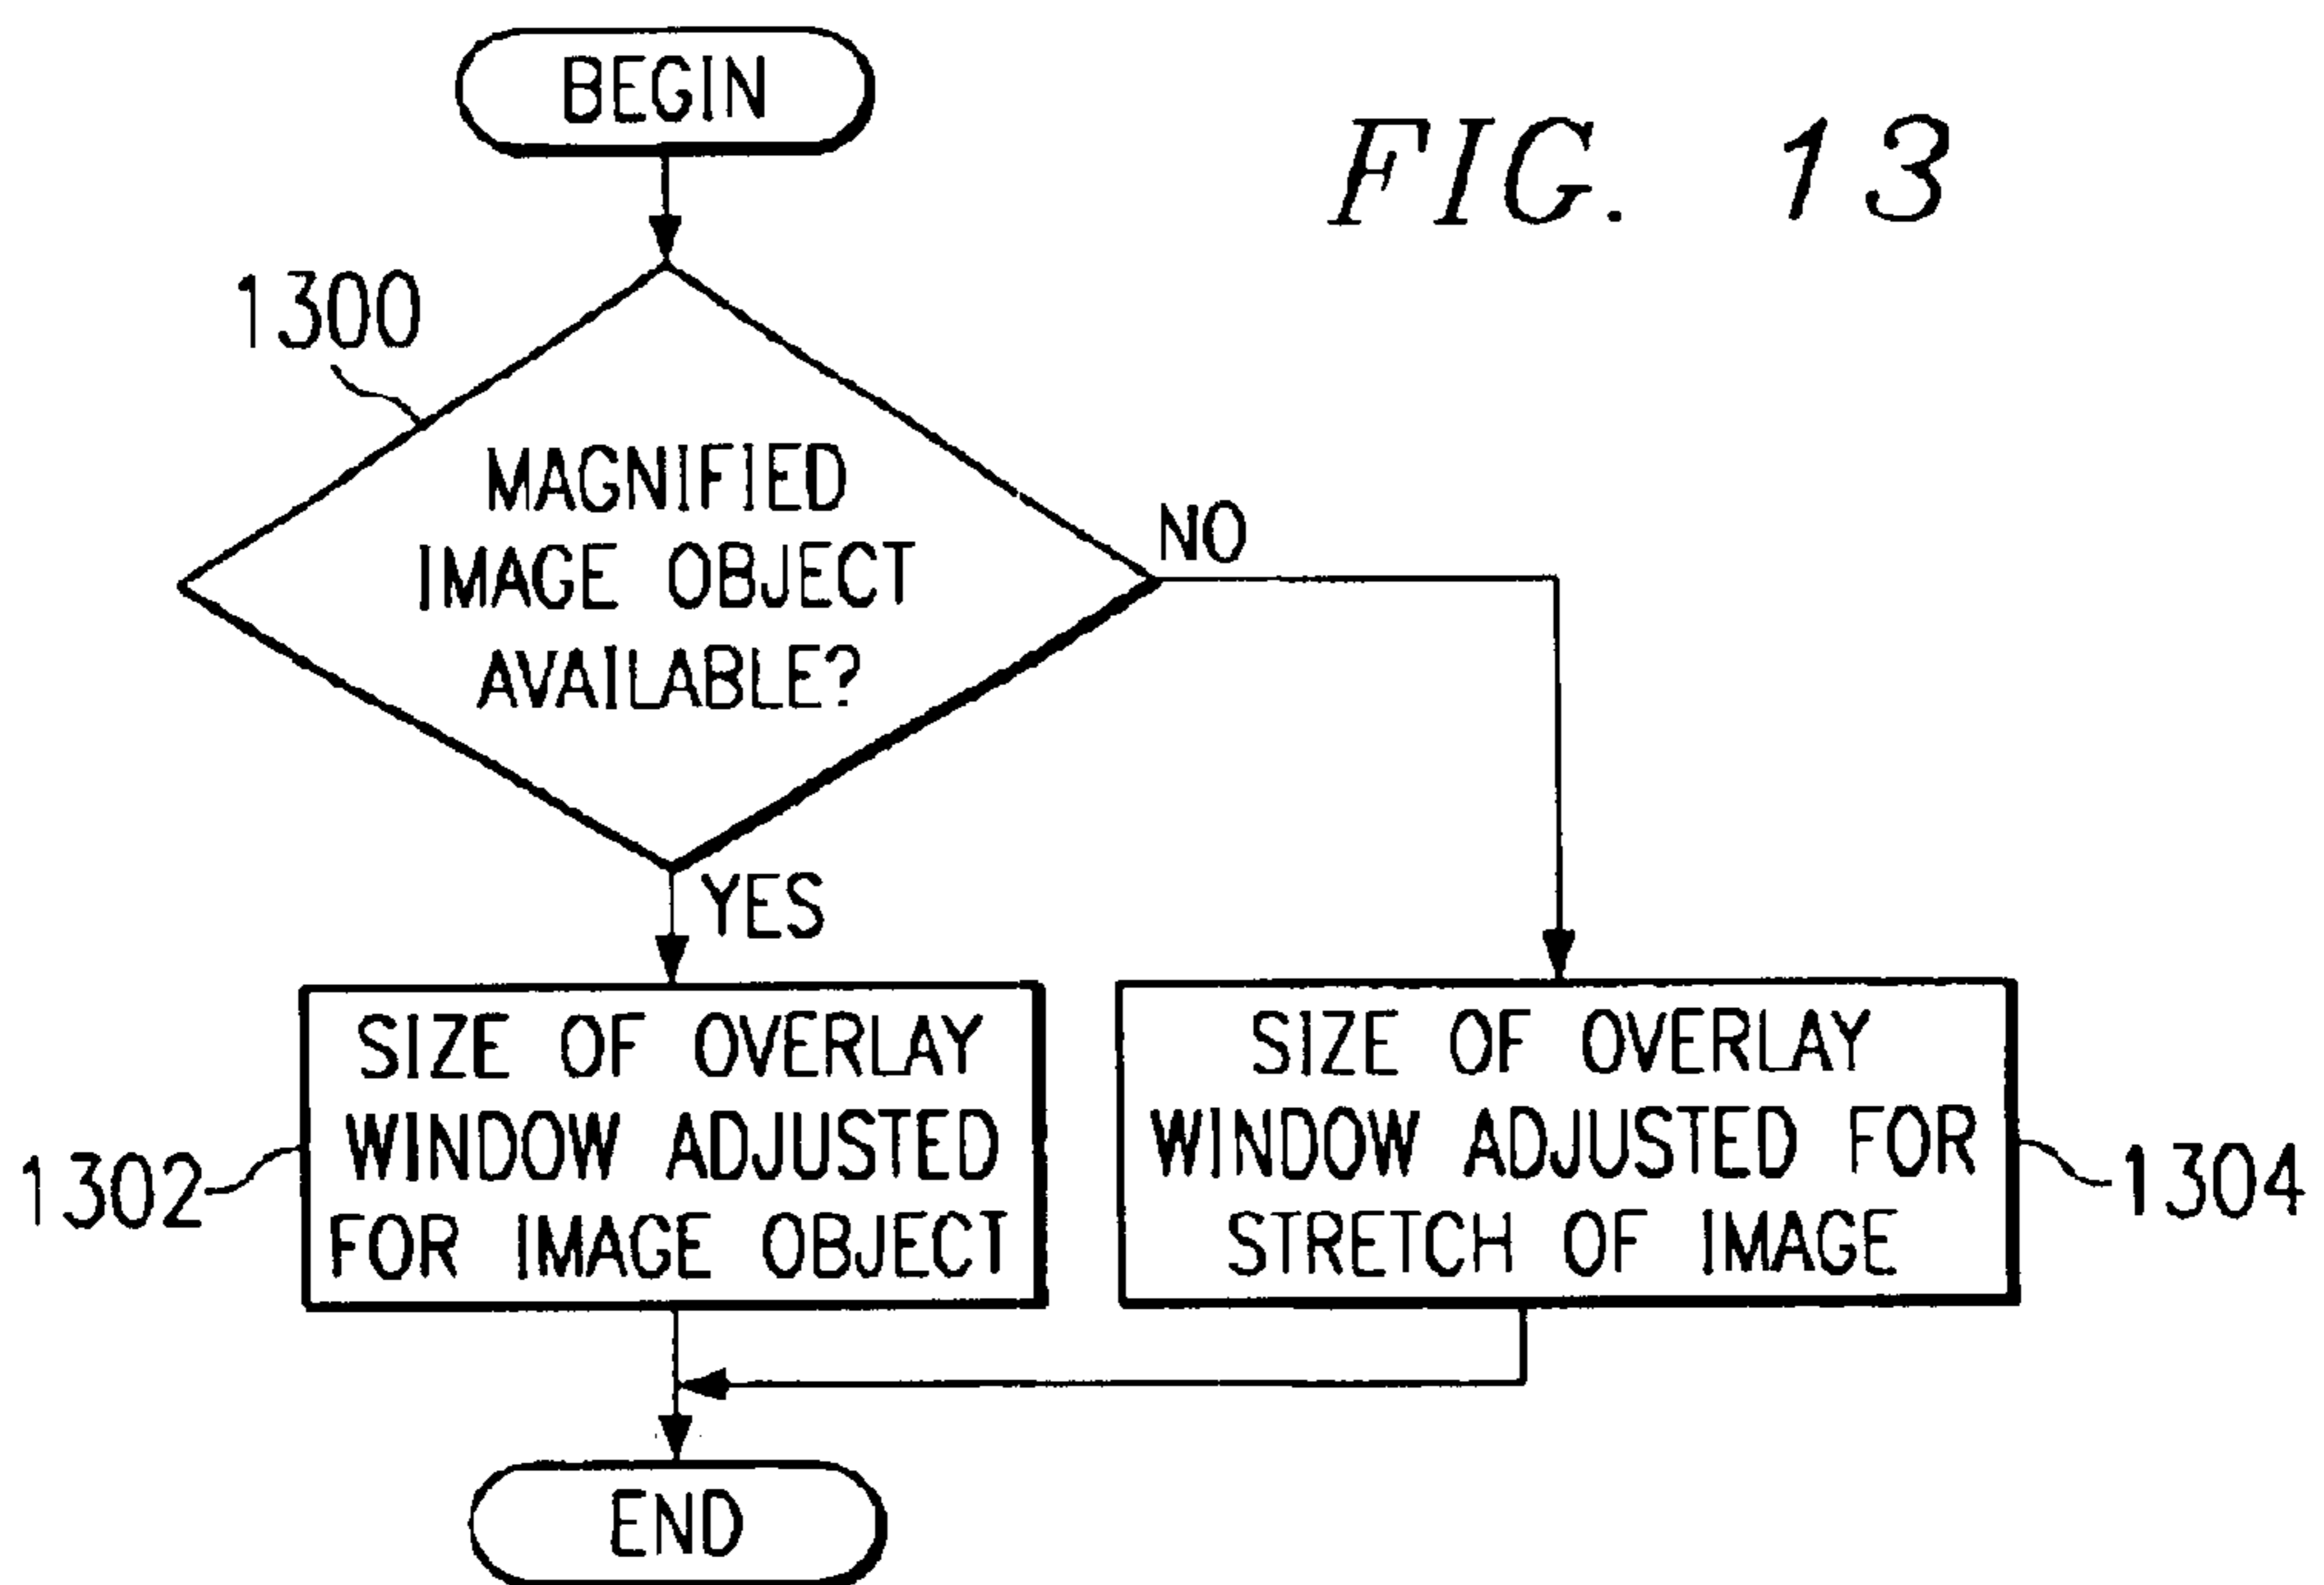 BEGIN
FIG. 13
1300
MAGNIFIED
IMAGE OBJECT
AVAILABLE?
NO
YES
SIZE OF OVERLAY
WINDOW ADJUSTED
FOR IMAGE OBJECT
1302
SIZE OF OVERLAY
WINDOW ADJUSTED FOR
STRETCH OF IMAGE
1304
END